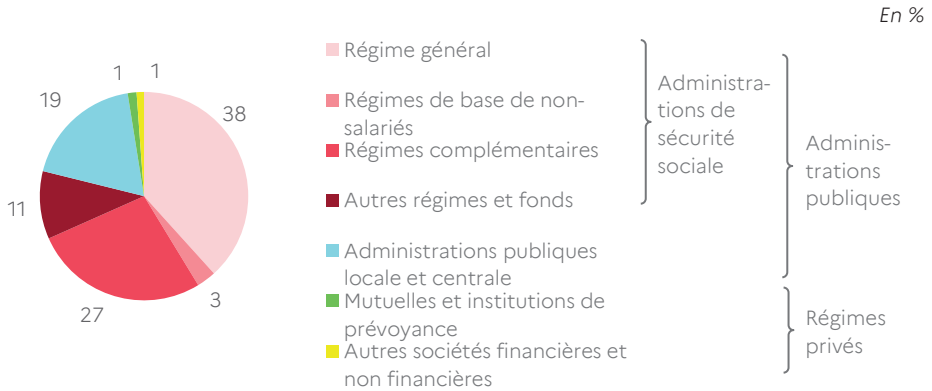 En %
1
1
19
38
11
27
3
Régime général
Régimes de base de non-
salariés
Régimes complémentaires
Autres régimes et fonds
Administrations publiques
locale et centrale
Mutuelles et institutions de
prévoyance
Autres sociétés financières et
non financières
Administra-
tions de
sécurité
sociale
Adminis-
trations
publiques
Régimes
privés